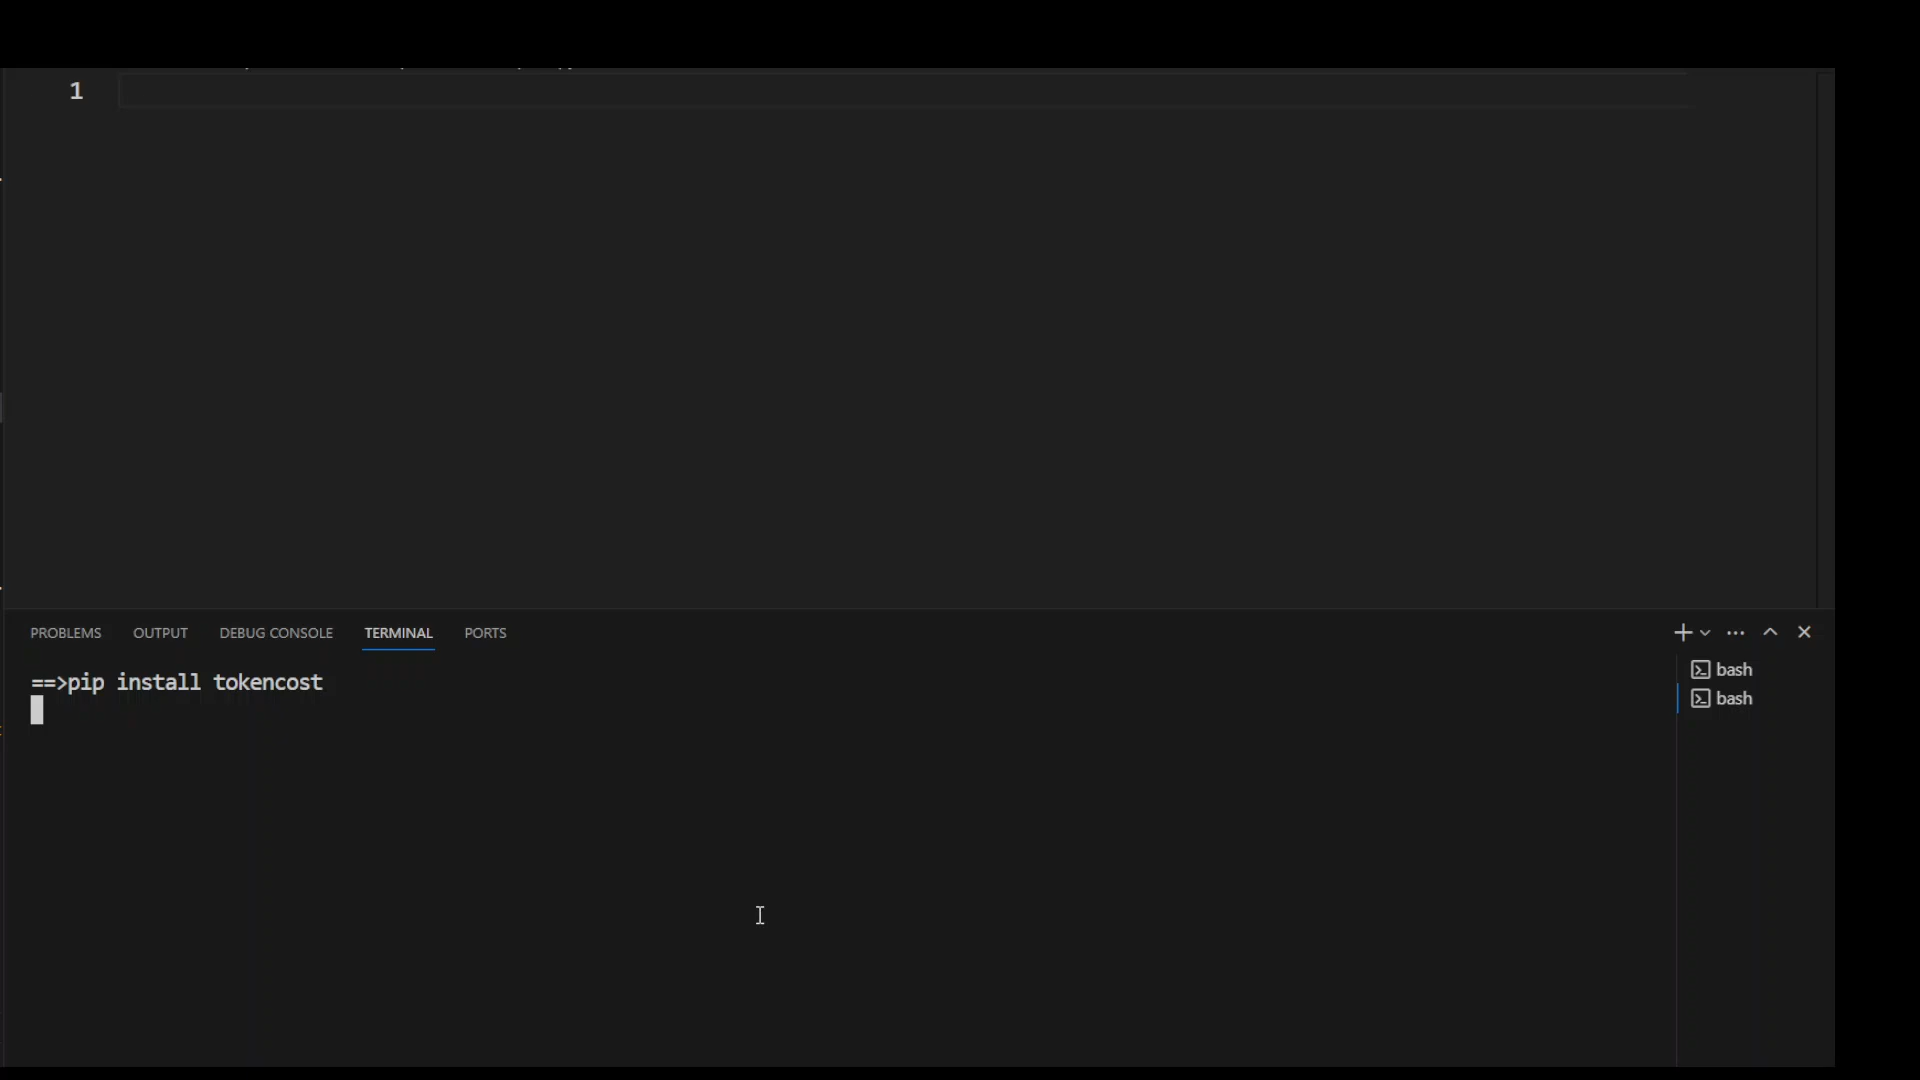 1
PROBLEMS OUTPUT DEBUG CONSOLE TERMINAL PORTS
==>pip install tokencost
bash
bash